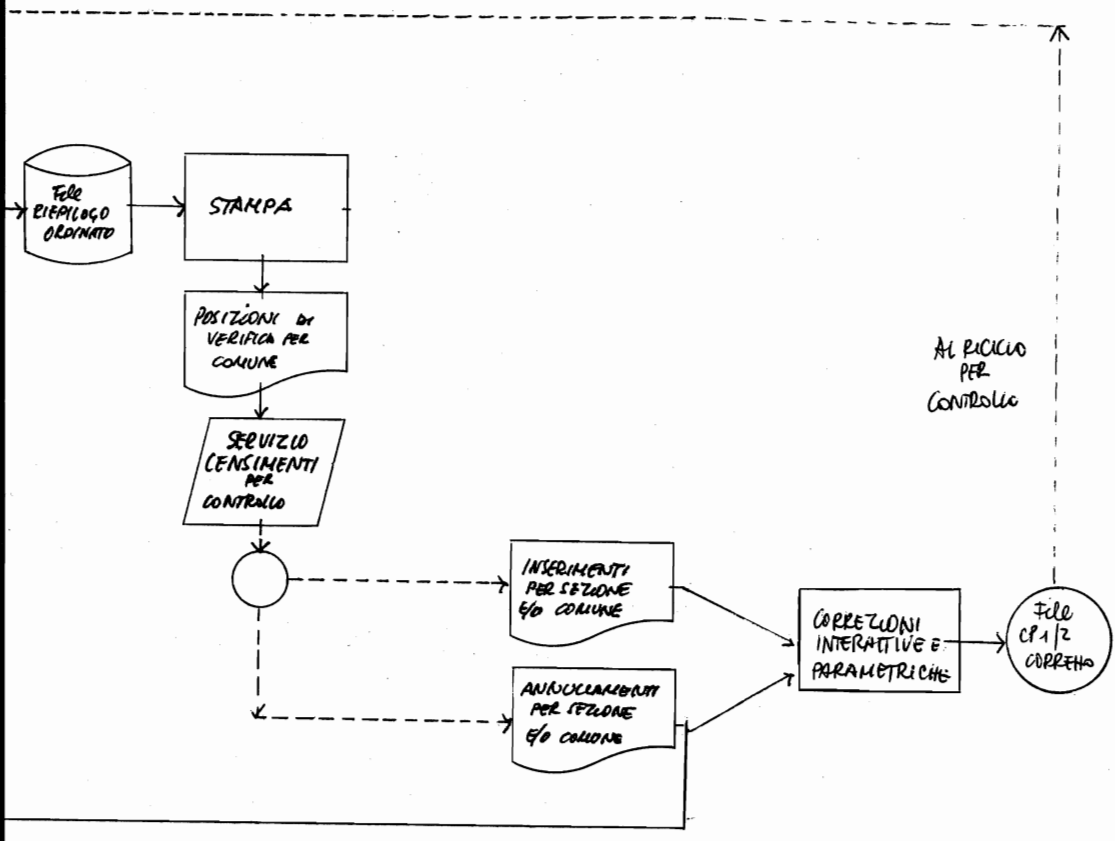 File
RIEPILOGO
ORDINATO
STAMPA
POSIZIONI DI
VERIFICA PER
COMUNE
SERVIZIO
CENSIMENTI
PER
CONTROLLO
INSERIMENTI
PER SEZIONE
E/O COMUNE
ANNULLAMENTI
PER SEZIONE
E/O COMUNE
CORREZIONI
INTERATTIVE E
PARAMETRICHE
File
CP1/2
CORRETTO
AL RICICLO
PER
CONTROLLO